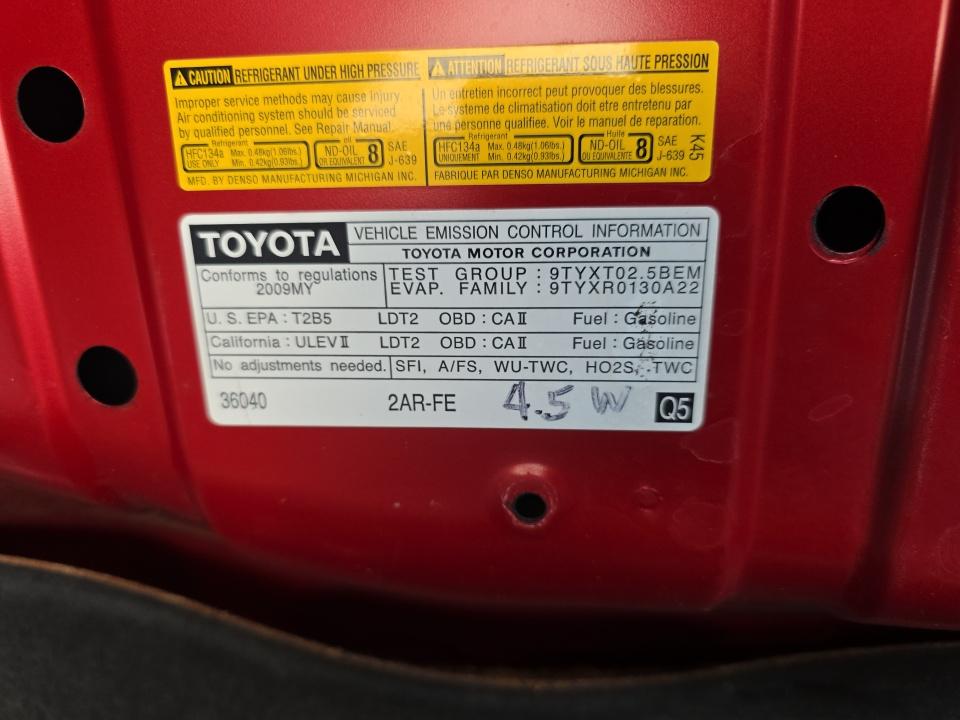 CAUTION REFRIGERANT UNDER HIGH PRESSURE
Improper service methods may cause injury.
Air conditioning system should be serviced
by qualified personnel. See Repair Manual.
Refrigerant
HFC134a Max. 0.48kg(1.06lbs.)
USE ONLY Min. 0.42kg(0.93lbs.)
oil
ND-OIL 8
OU EQUIVALENT
SAE
J-639
MFD. BY DENSO MANUFACTURING MICHIGAN INC.
ATTENTION REFRIGERANT SOUS HAUTE PRESSION
Un entretien incorrect peut provoquer des blessures.
Le systeme de climatisation doit être entretenu par
une personne qualifiée. Voir le manuel de reparation.
Refrigerant
HFC134a Max. 0.48kg(1.06lbs.)
UNIQUEMENT Min. 0.42kg(0.93lbs.)
Huile
ND-OIL 8
OU EQUIVALENTE
SAE
J-639
K45
FABRIQUE PAR DENSO MANUFACTURING MICHIGAN INC.
TOYOTA VEHICLE EMISSION CONTROL INFORMATION
TOYOTA MOTOR CORPORATION
Conforms to regulations
2009MY
TEST GROUP : 9TYXT02.5BEM
EVAP. FAMILY : 9TYXR0130A22
U. S. EPA : T2B5 LDT2 OBD : CAⅡ Fuel : Gasoline
California : ULEVⅡ LDT2 OBD : CAⅡ Fuel : Gasoline
No adjustments needed. SFI, A/FS, WU-TWC, HO2S, TWC
36040 2AR-FE 4.5 W Q5